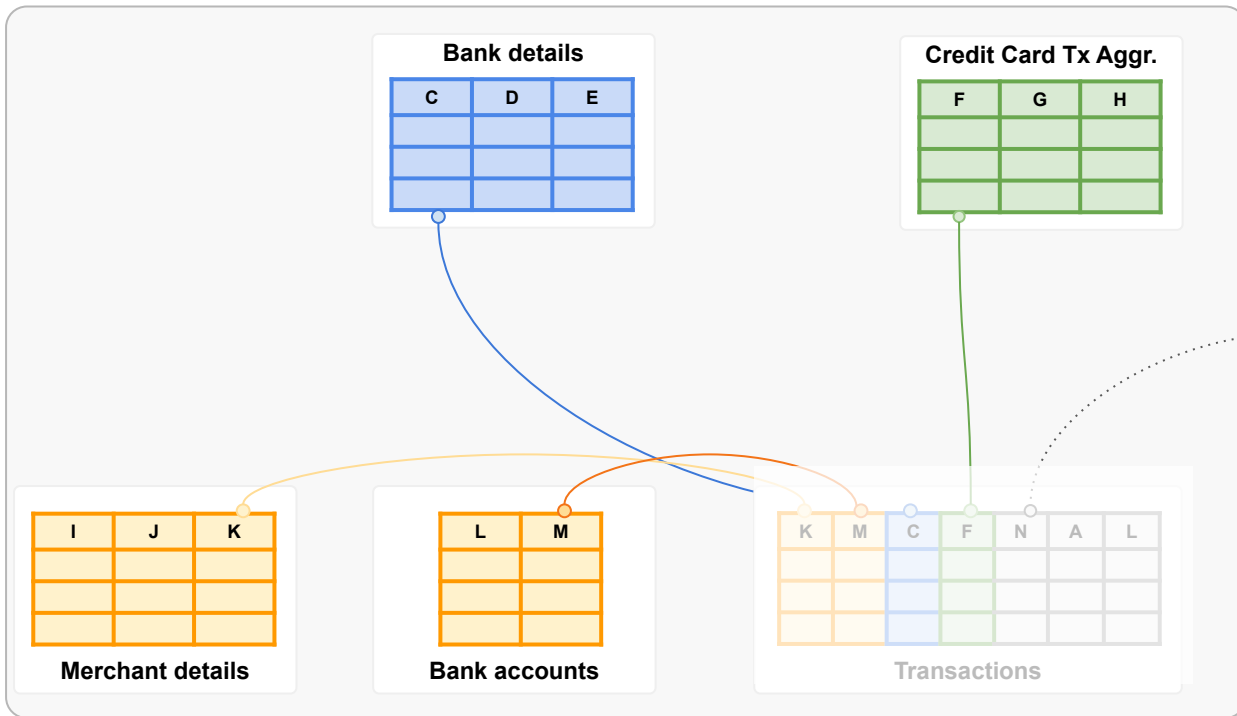 Bank details
C D E
Credit Card Tx Aggr.
F G H
I J K
Merchant details
L M
Bank accounts
K M C F N A L
Transactions